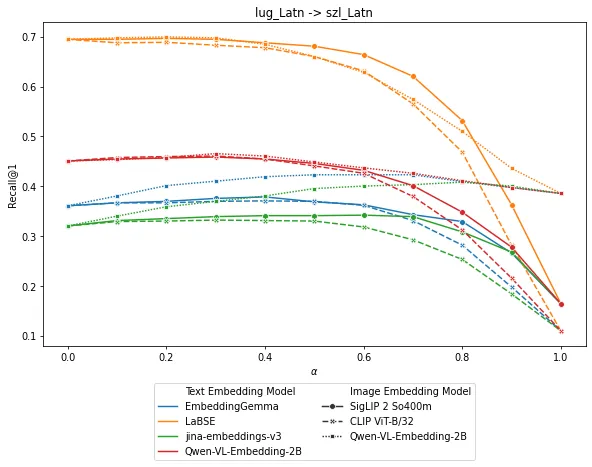 lug_Latn -> szl_Latn
0.7
0.6
0.5
0.4
0.3
0.2
0.1
Recall@1
0.0 0.2 0.4 0.6 0.8 1.0
α
Text Embedding Model Image Embedding Model
EmbeddingGemma SigLIP 2 So400m
LaBSE CLIP ViT-B/32
jina-embeddings-v3 Qwen-VL-Embedding-2B
Qwen-VL-Embedding-2B